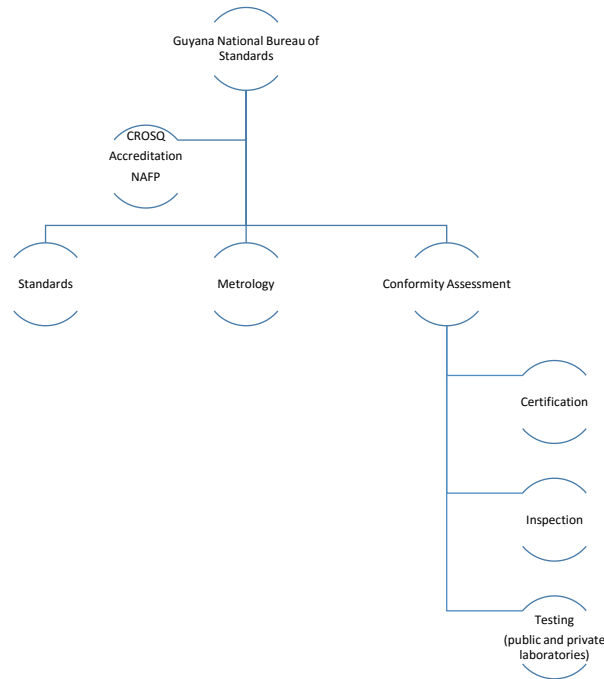 Guyana National Bureau of
Standards
CROSQ
Accreditation
NAFP
Standards
Metrology
Conformity Assessment
Certification
Inspection
Testing
(public and private
laboratories)